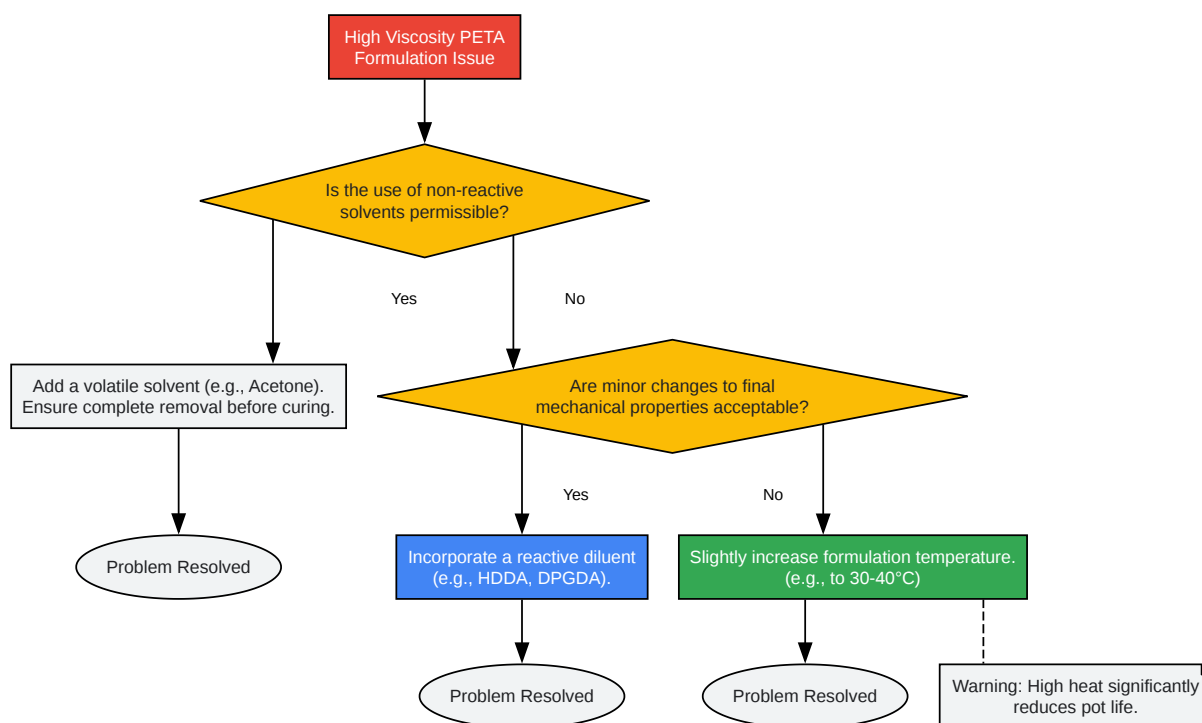 High Viscosity PETA
Formulation Issue
Is the use of non-reactive
solvents permissible?
Yes
No
Add a volatile solvent (e.g., Acetone).
Ensure complete removal before curing.
Are minor changes to final
mechanical properties acceptable?
Yes
No
Problem Resolved
Incorporate a reactive diluent
(e.g., HDDA, DPGDA).
Slightly increase formulation temperature.
(e.g., to 30-40°C)
Problem Resolved
Problem Resolved
Warning: High heat significantly
reduces pot life.